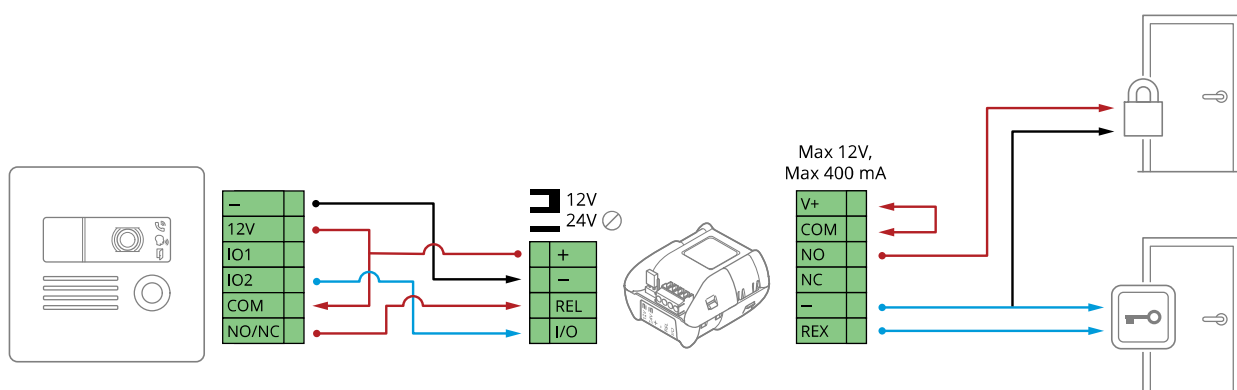 –
12V
IO1
IO2
COM
NO/NC
12V
24V
+
–
REL
I/O
Max 12V,
Max 400 mA
V+
COM
NO
NC
–
REX